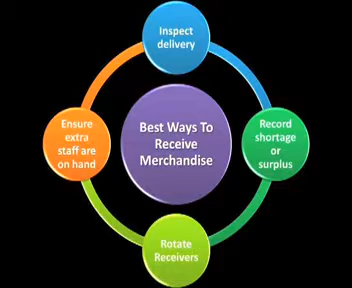 Inspect
delivery
Ensure
extra
staff are
on hand
Best Ways To
Receive
Merchandise
Record
shortage
or
surplus
Rotate
Receivers